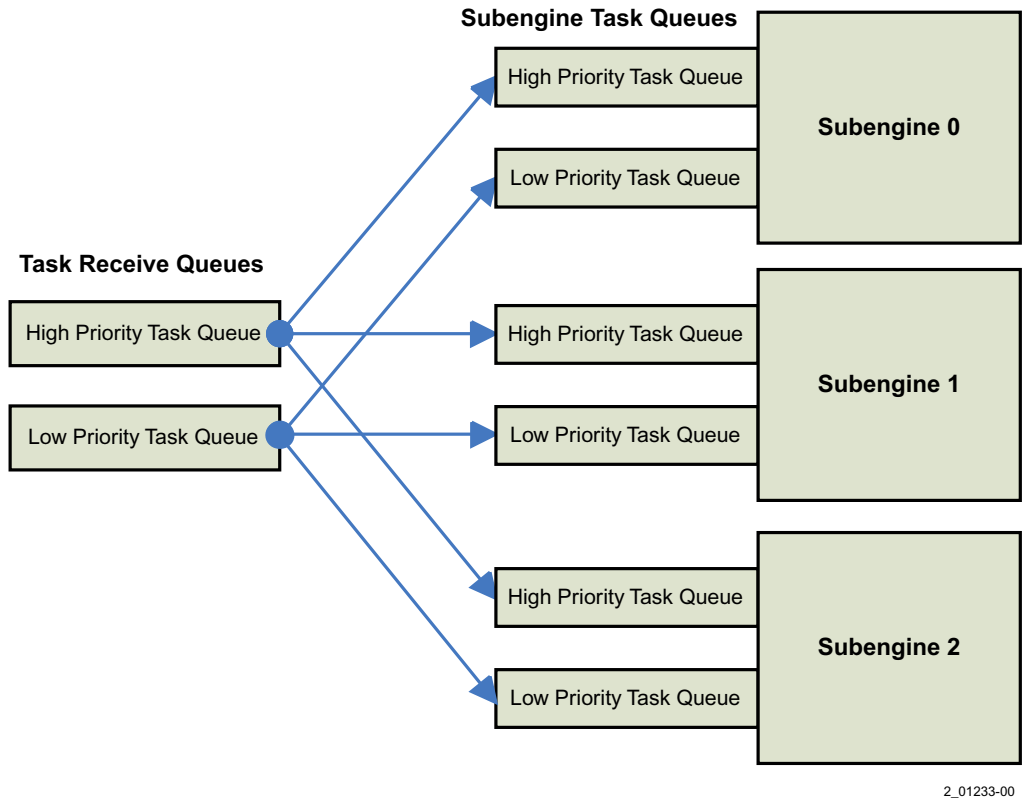 Subengine Task Queues
High Priority Task Queue
Low Priority Task Queue
Subengine 0
Task Receive Queues
High Priority Task Queue
Low Priority Task Queue
High Priority Task Queue
Low Priority Task Queue
Subengine 1
High Priority Task Queue
Low Priority Task Queue
Subengine 2
2_01233-00